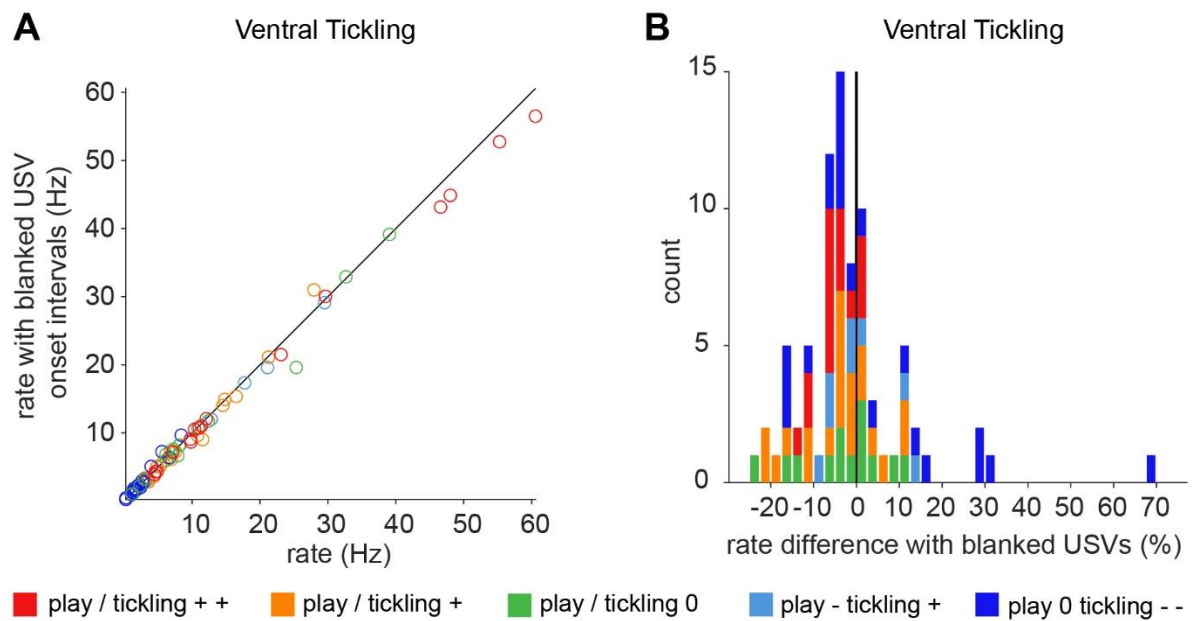 A
Ventral Tickling
rate with blanked USV
onset intervals (Hz)
60
50
40
30
20
10
10 20 30 40 50 60
rate (Hz)
B
Ventral Tickling
count
15
10
5
0
-20 -10 0 10 20 30 40 50 60 70
rate difference with blanked USVs (%)
play / tickling + +
play / tickling +
play / tickling 0
play - tickling +
play 0 tickling - -